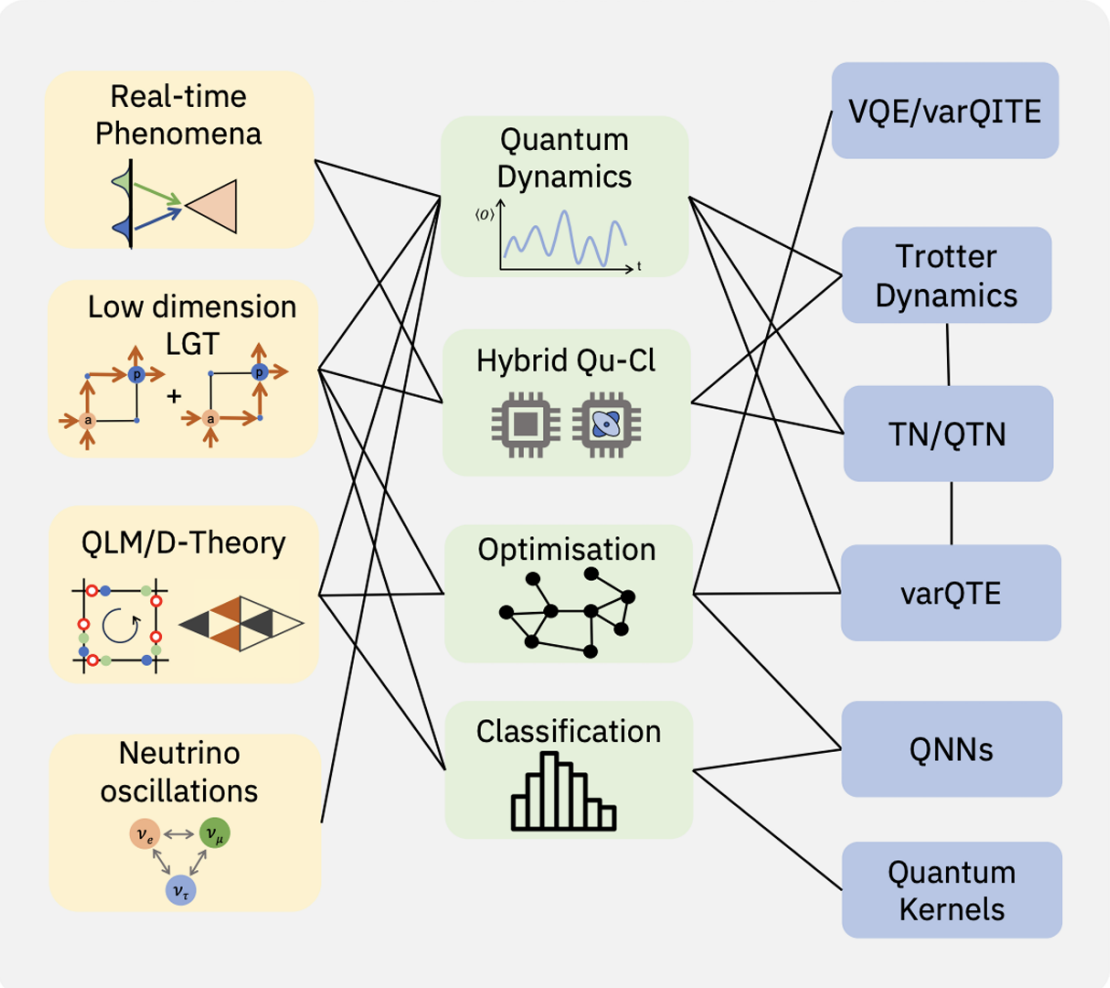 Real-time
Phenomena
Low dimension
LGT
p
a
+
p
a
QLM/D-Theory
Neutrino
oscillations
νe
νμ
ντ
Quantum
Dynamics
⟨O⟩
t
Hybrid Qu-Cl
Optimisation
Classification
VQE/varQITE
Trotter
Dynamics
TN/QTN
varQTE
QNNs
Quantum
Kernels